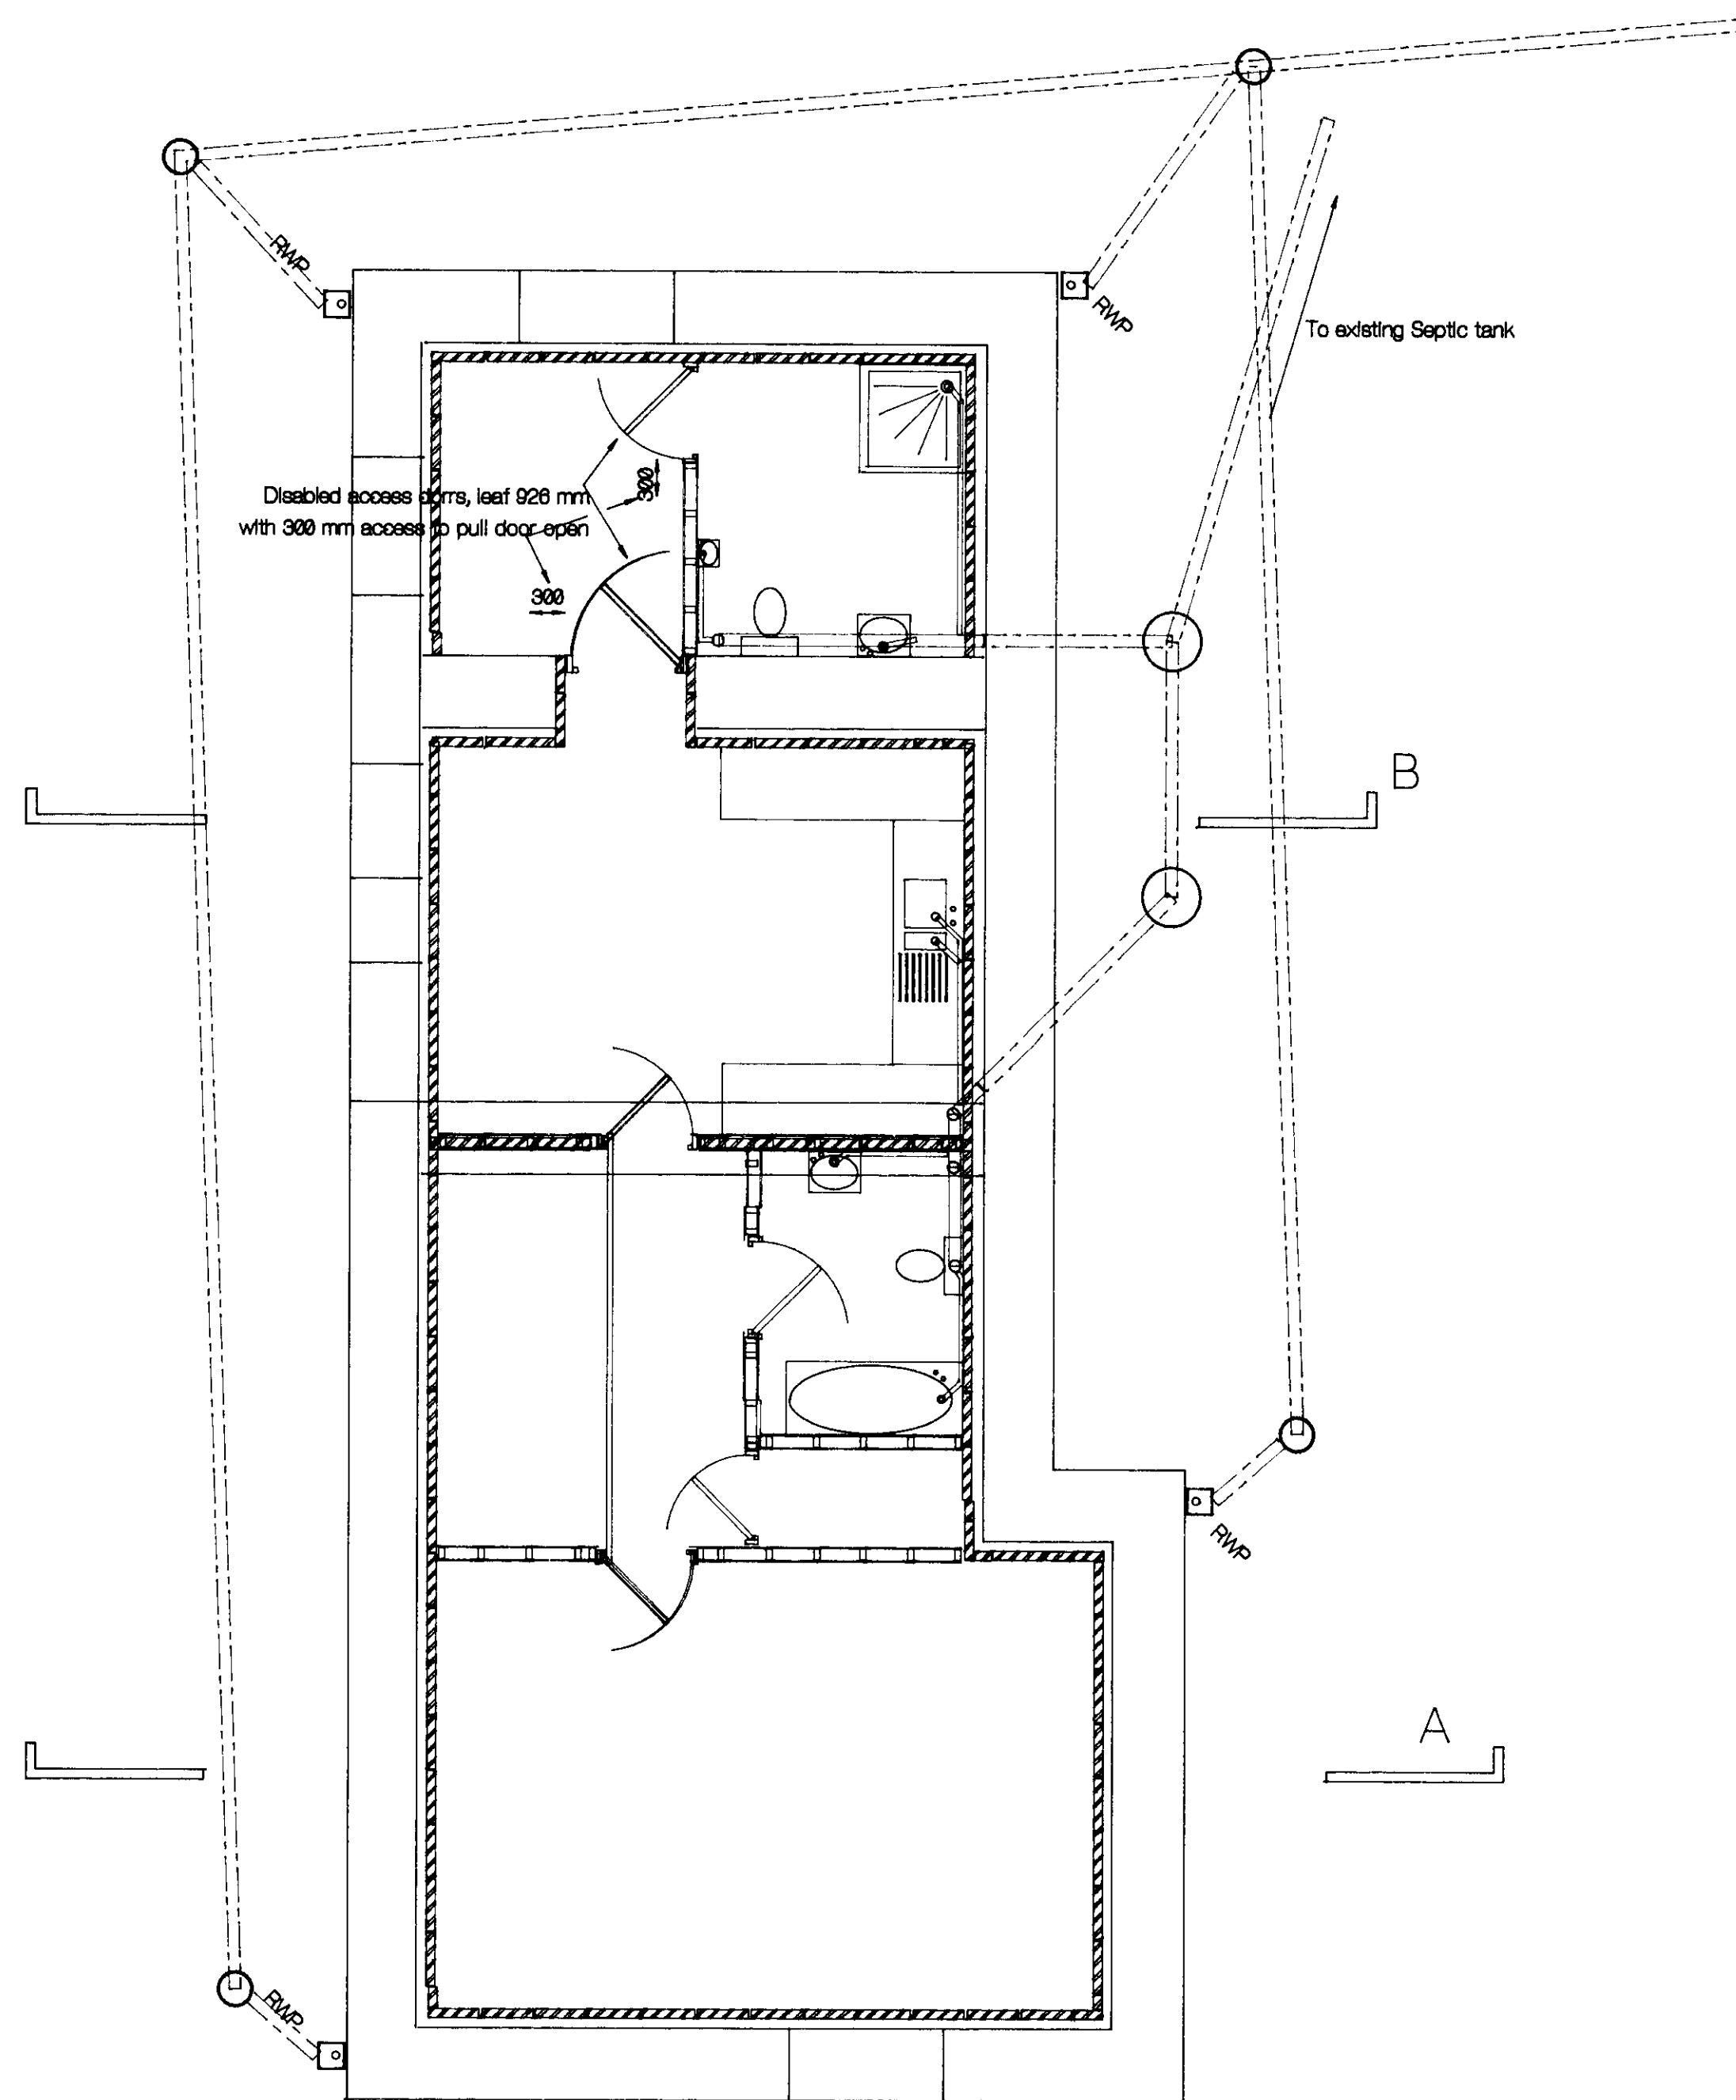 RWP
RWP
To existing Septic tank
Disabled access dorrs, leaf 926 mm
with 300 mm access to pull door open
300
300
B
RWP
A
RWP